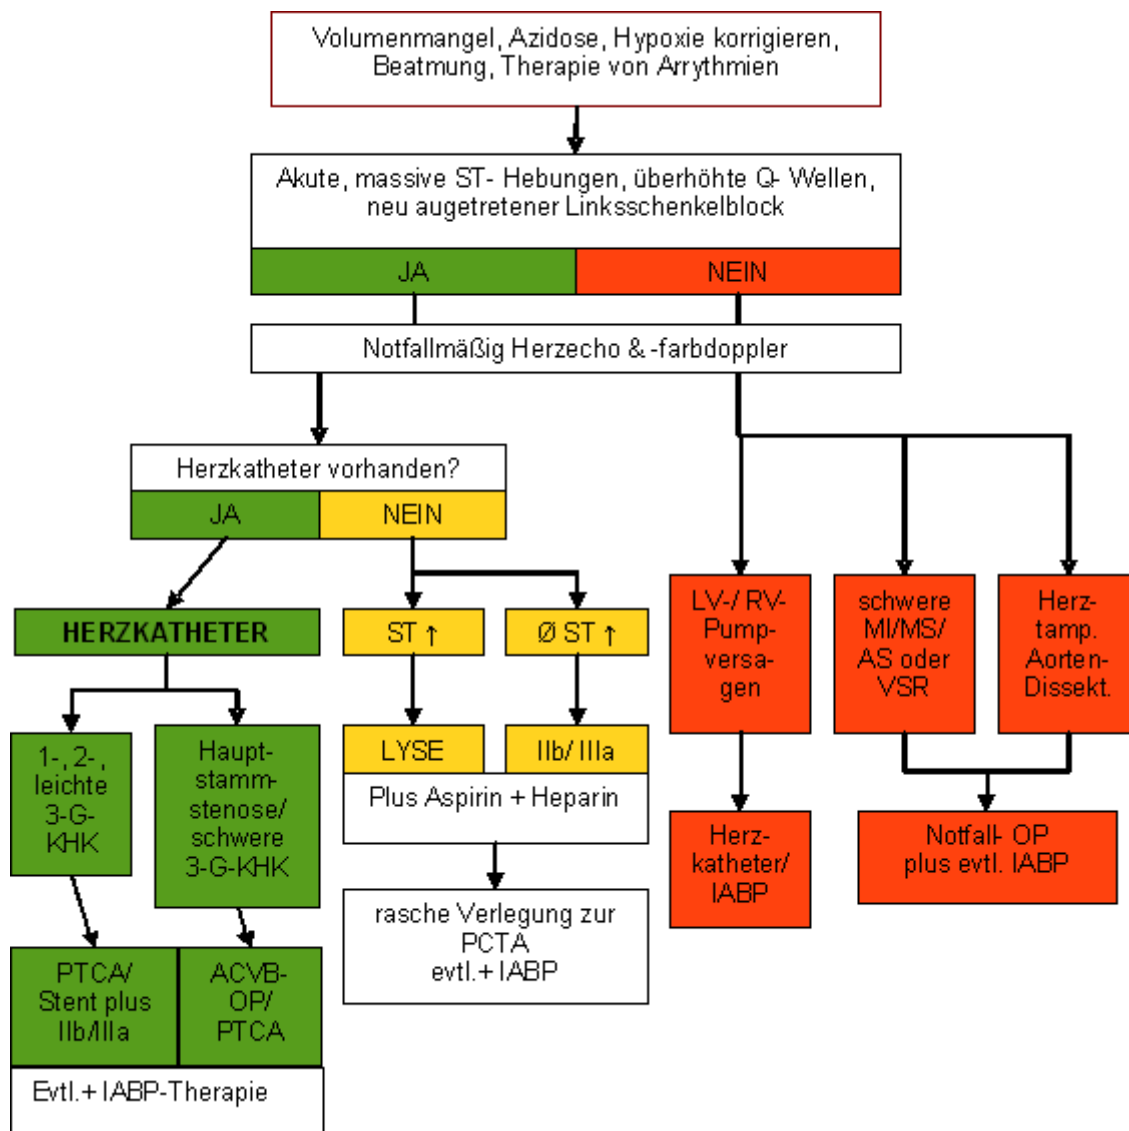 Volumenmangel, Azidose, Hypoxie korrigieren,
Beatmung, Therapie von Arrythmien
Akute, massive ST- Hebungen, überhöhte Q- Wellen,
neu augetretener Linksschenkelblock
JA
NEIN
Notfallmäßig Herzecho & -farbdoppler
Herzkatheter vorhanden?
JA
NEIN
HERZKATHETER
ST ↑
Ø ST ↑
LV-/ RV-
Pump-
versa-
gen
schwere
MI/MS/
AS oder
VSR
Herz-
tamp.
Aorten-
Dissekt.
1-, 2-,
leichte
3-G-
KHK
Haupt-
stamm-
stenose/
schwere
3-G-KHK
LYSE
IIb/ IIIa
Plus Aspirin + Heparin
Herz-
katheter/
IABP
Notfall- OP
plus evtl. IABP
rasche Verlegung zur
PCTA
evtl.+ IABP
PTCA/
Stent plus
IIb/IIIa
ACVB-
OP/
PTCA
Evtl.+ IABP-Therapie